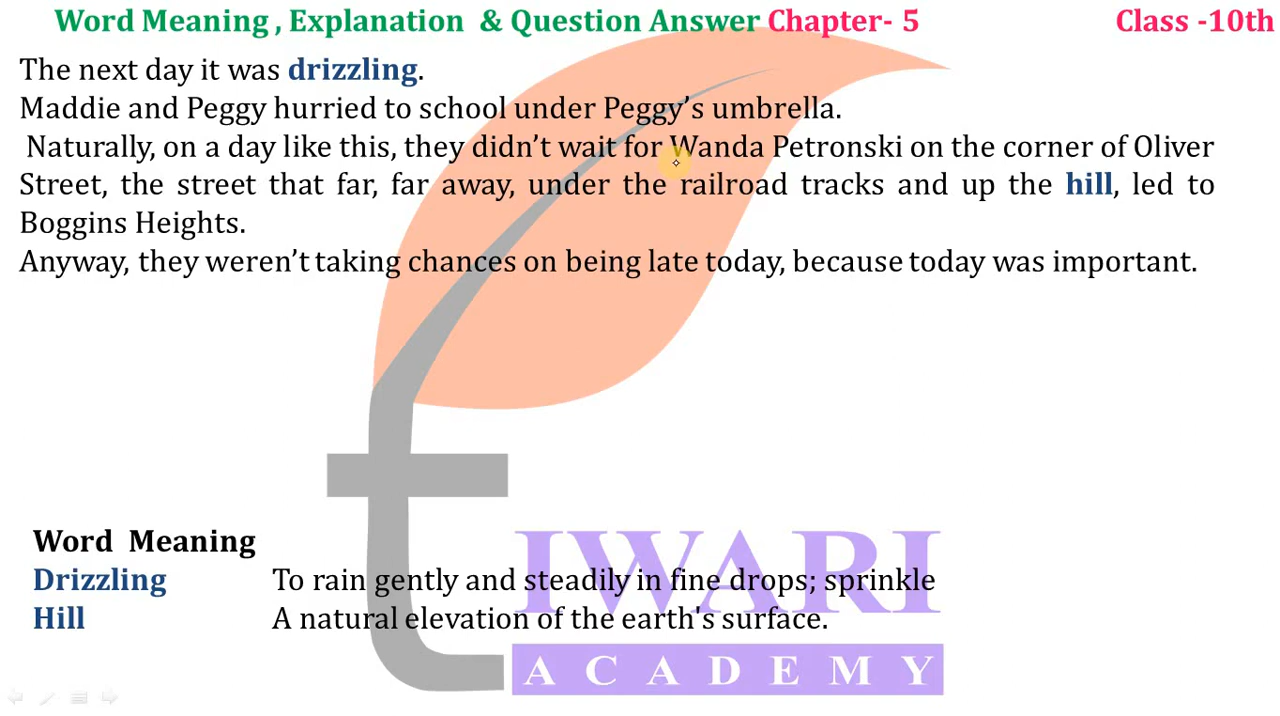 Word Meaning , Explanation & Question Answer Chapter- 5 Class -10th
The next day it was drizzling.
Maddie and Peggy hurried to school under Peggy’s umbrella.
Naturally, on a day like this, they didn’t wait for Wanda Petronski on the corner of Oliver
Street, the street that far, far away, under the railroad tracks and up the hill, led to
Boggins Heights.
Anyway, they weren’t taking chances on being late today, because today was important.
Word Meaning
Drizzling To rain gently and steadily in fine drops; sprinkle
Hill A natural elevation of the earth's surface.
tIWARI
ACADEMY